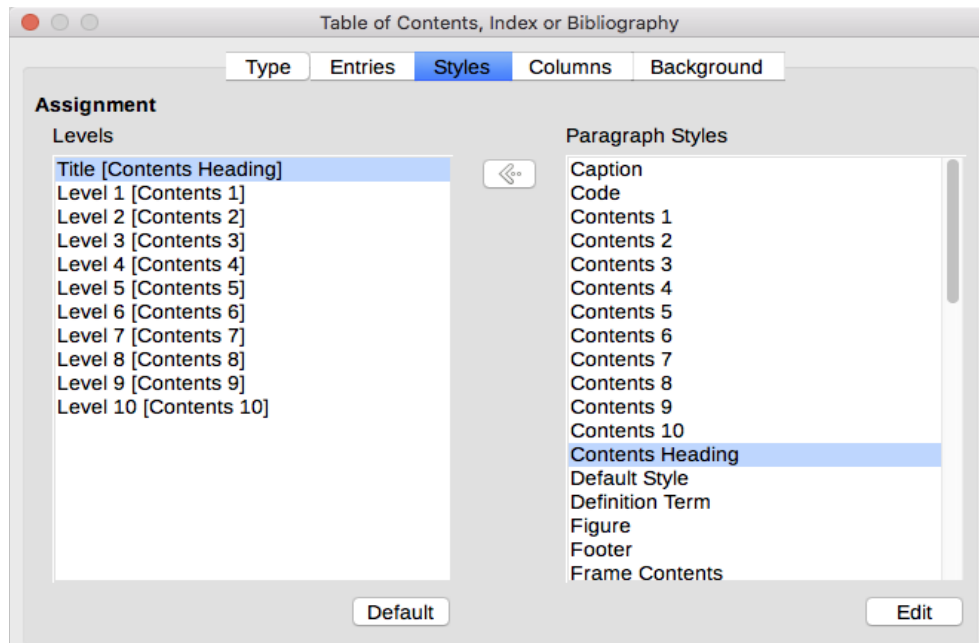 Table of Contents, Index or Bibliography
Type Entries Styles Columns Background
Assignment
Levels
Title [Contents Heading]
Level 1 [Contents 1]
Level 2 [Contents 2]
Level 3 [Contents 3]
Level 4 [Contents 4]
Level 5 [Contents 5]
Level 6 [Contents 6]
Level 7 [Contents 7]
Level 8 [Contents 8]
Level 9 [Contents 9]
Level 10 [Contents 10]
Default
Paragraph Styles
Caption
Code
Contents 1
Contents 2
Contents 3
Contents 4
Contents 5
Contents 6
Contents 7
Contents 8
Contents 9
Contents 10
Contents Heading
Default Style
Definition Term
Figure
Footer
Frame Contents
Edit